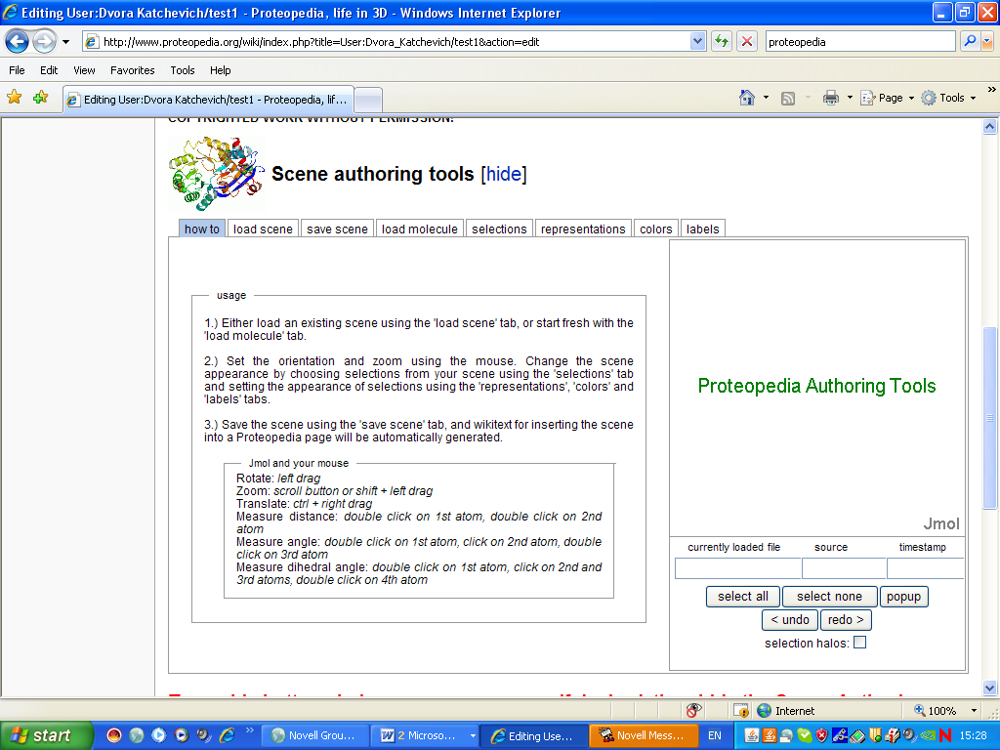 Editing User:Dvora Katchevich/test1 - Proteopedia, life in 3D - Windows Internet Explorer
http://www.proteopedia.org/wiki/index.php?title=User:Dvora_Katchevich/test1&action=edit
proteopedia
File Edit View Favorites Tools Help
Editing User:Dvora Katchevich/test1 - Proteopedia, lif...
Page Tools
COPYRIGHTED WORK WITHOUT PERMISSION!
Scene authoring tools [hide]
how to load scene save scene load molecule selections representations colors labels
usage
1.) Either load an existing scene using the 'load scene' tab, or start fresh with the
'load molecule' tab.
2.) Set the orientation and zoom using the mouse. Change the scene
appearance by choosing selections from your scene using the 'selections' tab
and setting the appearance of selections using the 'representations', 'colors' and
'labels' tabs.
3.) Save the scene using the 'save scene' tab, and wikitext for inserting the scene
into a Proteopedia page will be automatically generated.
Jmol and your mouse
Rotate: left drag
Zoom: scroll button or shift + left drag
Translate: ctrl + right drag
Measure distance: double click on 1st atom, double click on 2nd
atom
Measure angle: double click on 1st atom, click on 2nd atom, double
click on 3rd atom
Measure dihedral angle: double click on 1st atom, click on 2nd and
3rd atoms, double click on 4th atom
Proteopedia Authoring Tools
Jmol
currently loaded file source timestamp
select all select none popup
< undo redo >
selection halos:
Internet 100%
start Novell Grou... 2 Microso... Editing Use... Novell Mess... EN 15:28